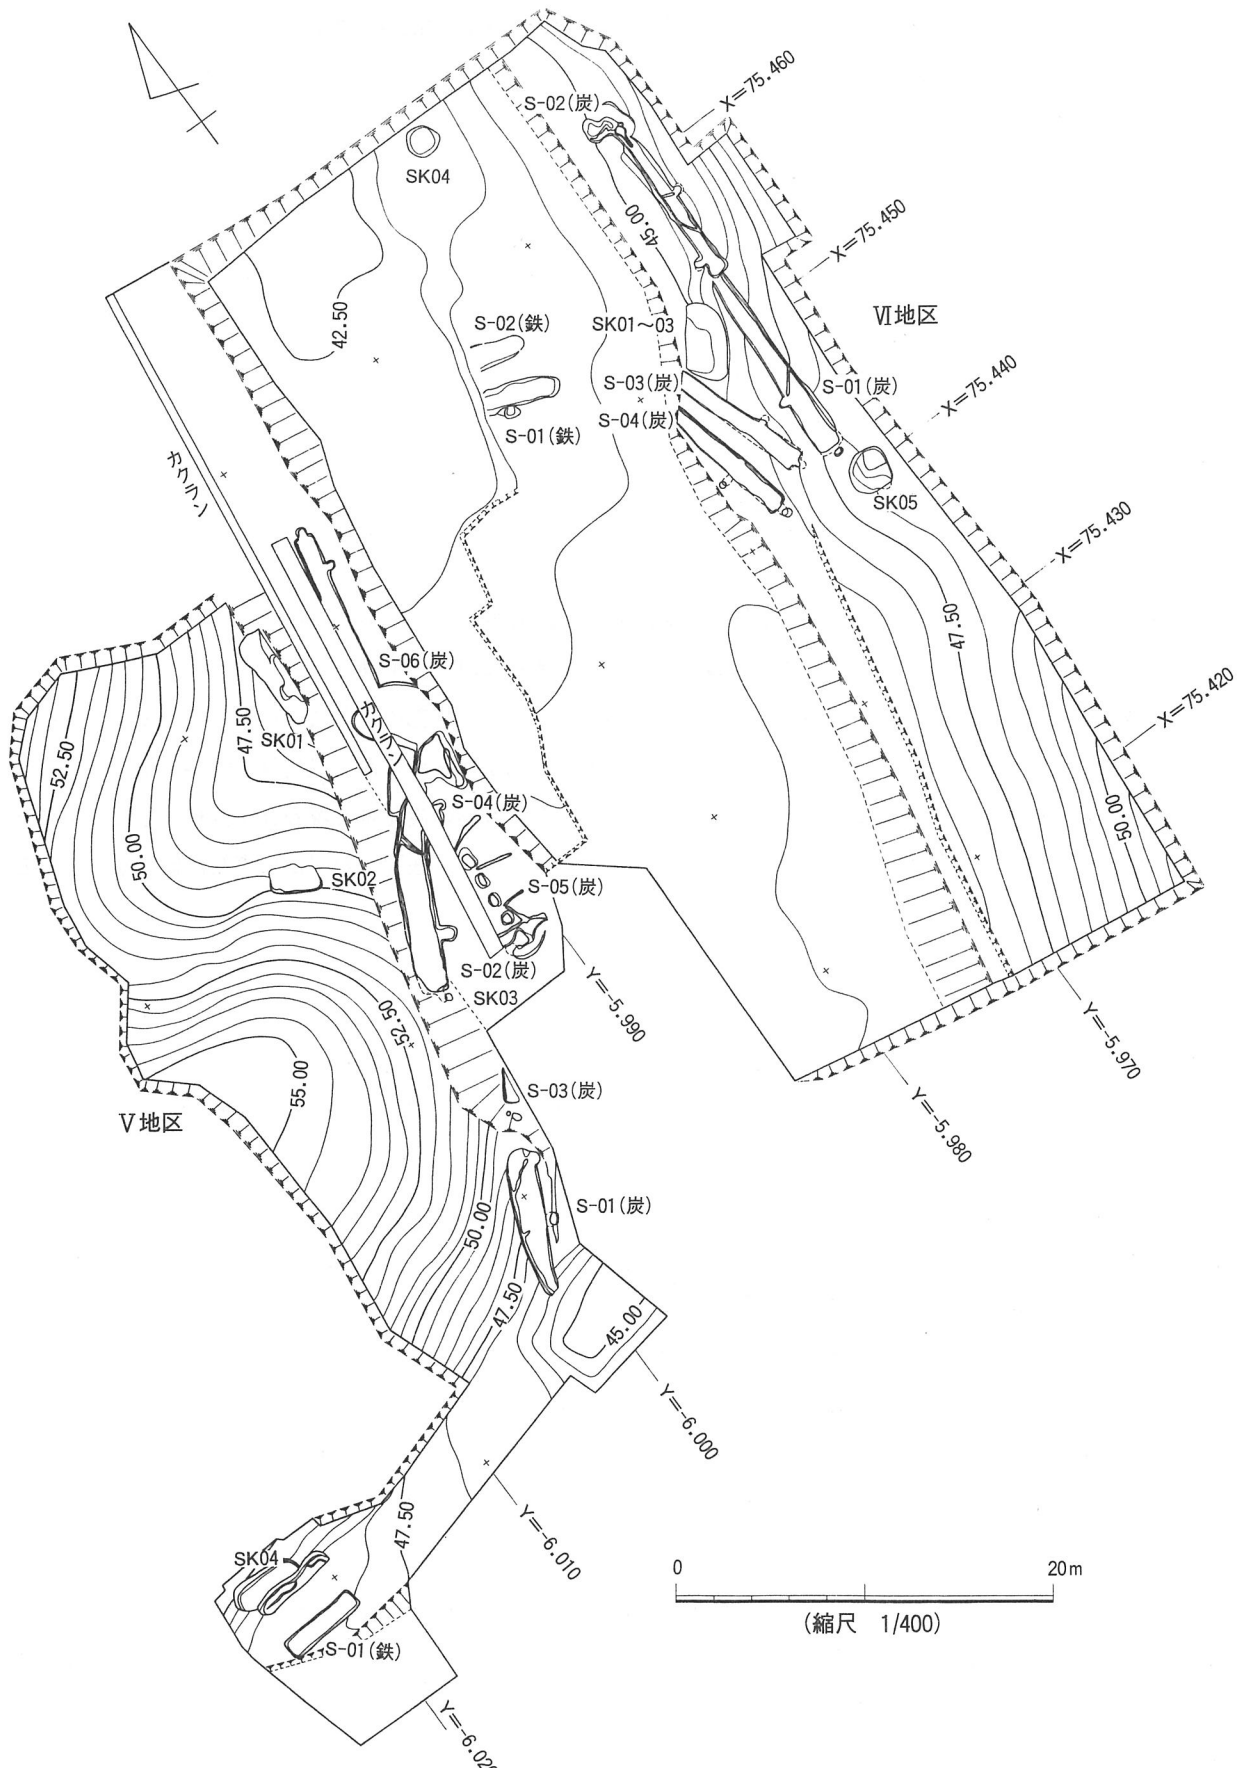 X=75.460
S-02(炭)
SK04
X=75.450
45.00
42.50
S-02(鉄)
SK01～03
Ⅵ地区
S-03(炭)
S-01(炭)
X=75.440
S-04(炭)
S-01(鉄)
カクラン
SK05
X=75.430
47.50
S-06(炭)
X=75.420
カクラン
SK01
47.50
52.50
S-04(炭)
50.00
50.00
SK02
S-05(炭)
S-02(炭)
SK03
Y=-5.990
52.50
Y=-5.970
55.00
S-03(炭)
Ⅴ地区
Y=-5.980
S-01(炭)
50.00
47.50
45.00
Y=-6.000
47.50
Y=-6.010
SK04
0 20m
(縮尺 1/400)
S-01(鉄)